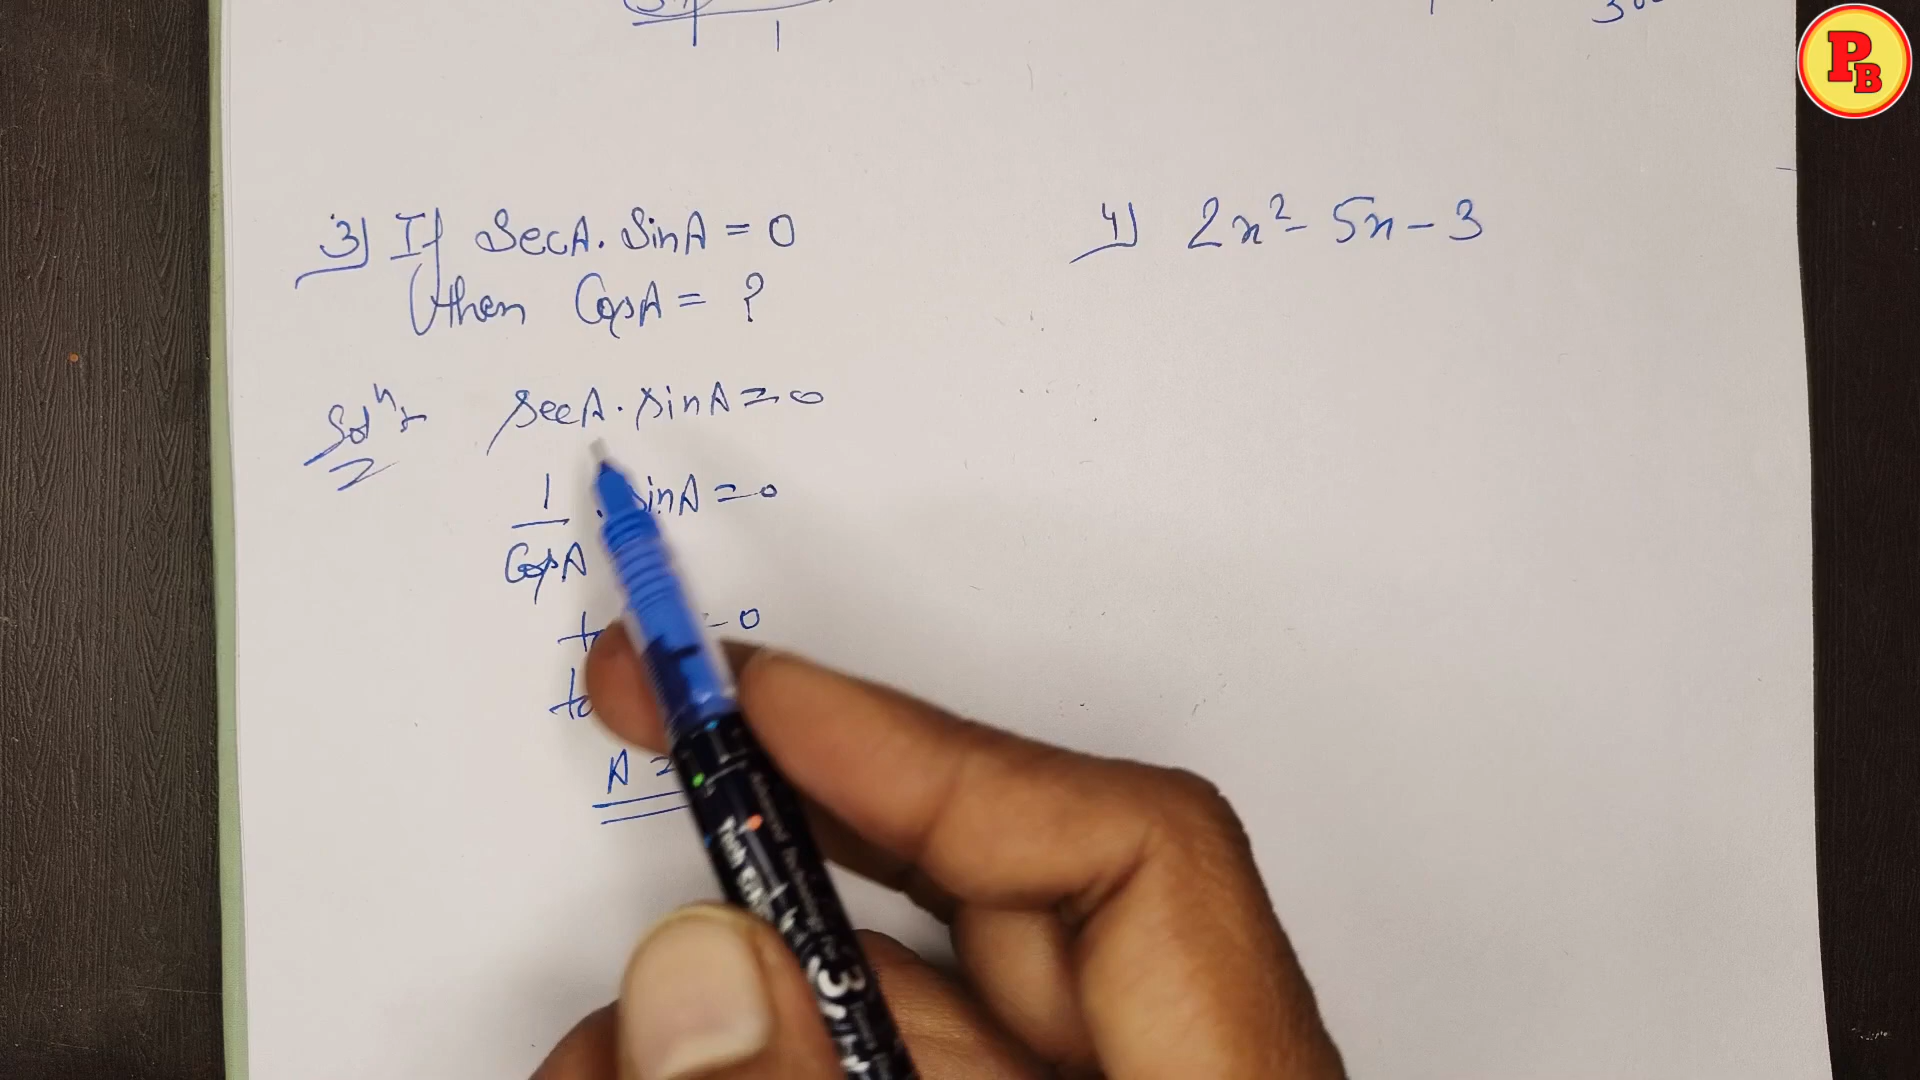 3) If SecA. SinA = 0
then CosA = ?
Solⁿ:-
secA . sinA = 0
1
CosA
. sinA = 0
= 0
A =
4) 2x² - 5x - 3
PB